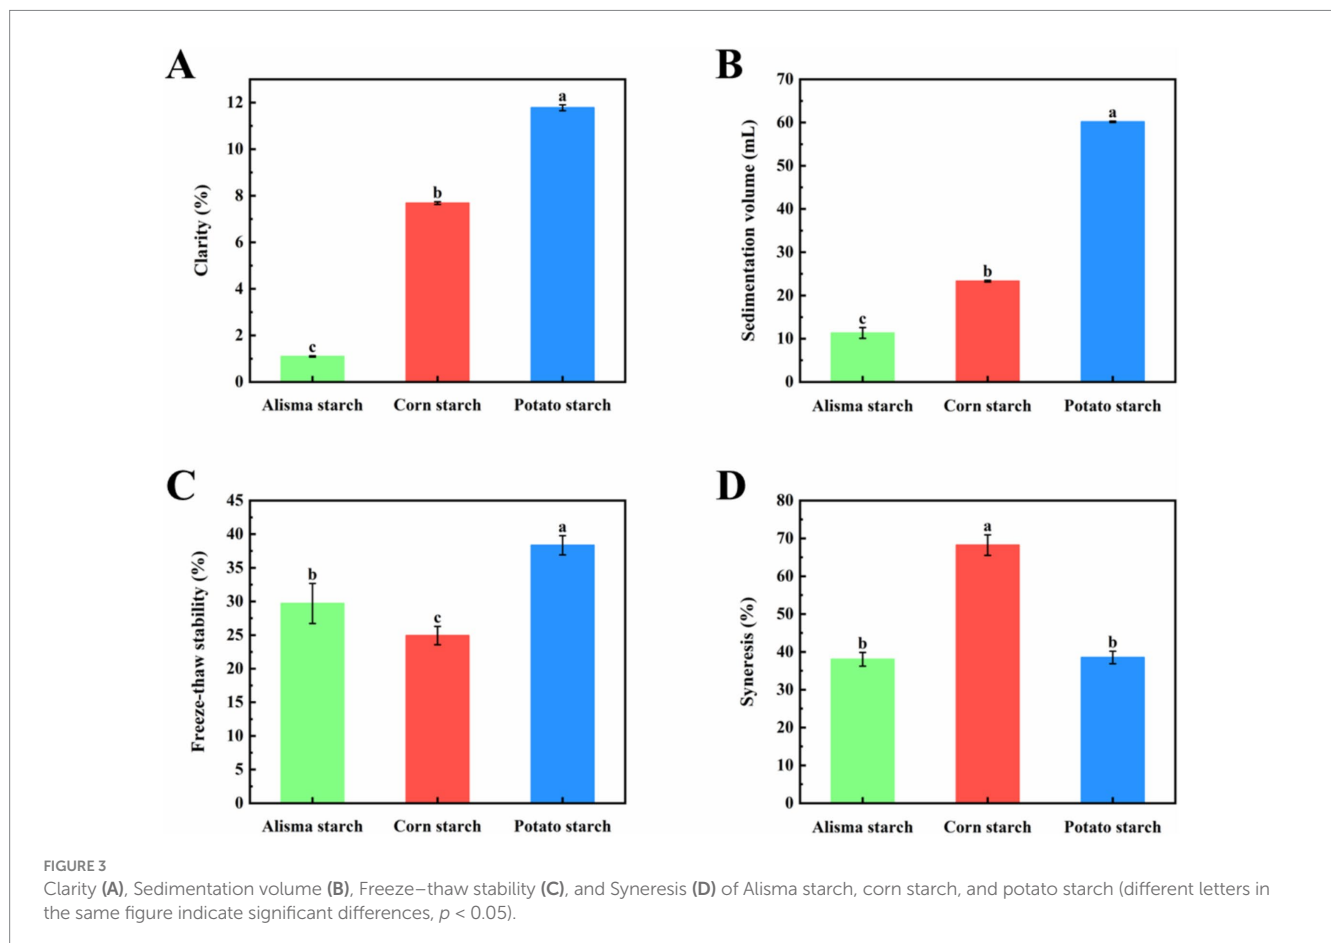 A
Clarity (%)
12
10
8
6
4
2
0
c
b
a
Alisma starch Corn starch Potato starch
B
Sedimentation volume (mL)
70
60
50
40
30
20
10
0
c
b
a
Alisma starch Corn starch Potato starch
C
Freeze-thaw stability (%)
45
40
35
30
25
20
15
10
5
0
b
c
a
Alisma starch Corn starch Potato starch
D
Syneresis (%)
80
70
60
50
40
30
20
10
0
b
a
b
Alisma starch Corn starch Potato starch
FIGURE 3
Clarity (A), Sedimentation volume (B), Freeze–thaw stability (C), and Syneresis (D) of Alisma starch, corn starch, and potato starch (different letters in
the same figure indicate significant differences, p < 0.05).